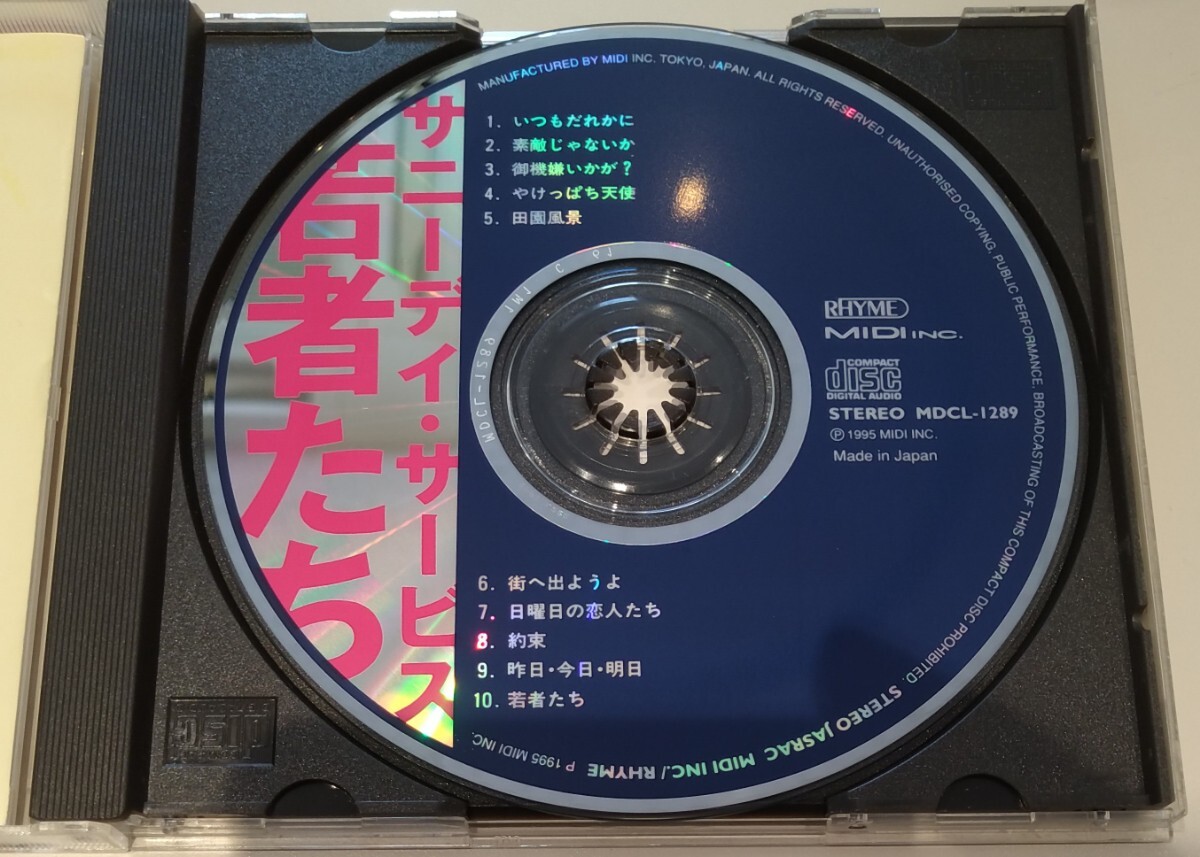 サニーデイ・サービス
若者たち
MANUFACTURED BY MIDI INC. TOKYO, JAPAN. ALL RIGHTS RESERVED. UNAUTHORISED COPYING, PUBLIC PERFORMANCE, BROADCASTING OF THIS COMPACT DISC PROHIBITED. STEREO JASRAC MIDI INC./RHYME P 1995 MIDI INC.
1. いつもだれかに
2. 素敵じゃないか
3. 御機嫌いかが?
4. やけっぱち天使
5. 田園風景
RHYME
MIDI INC.
COMPACT
disc
DIGITAL AUDIO
STEREO MDCL-1289
Ⓟ 1995 MIDI INC.
Made in Japan
MDCL-1289
6. 街へ出ようよ
7. 日曜日の恋人たち
8. 約束
9. 昨日・今日・明日
10. 若者たち